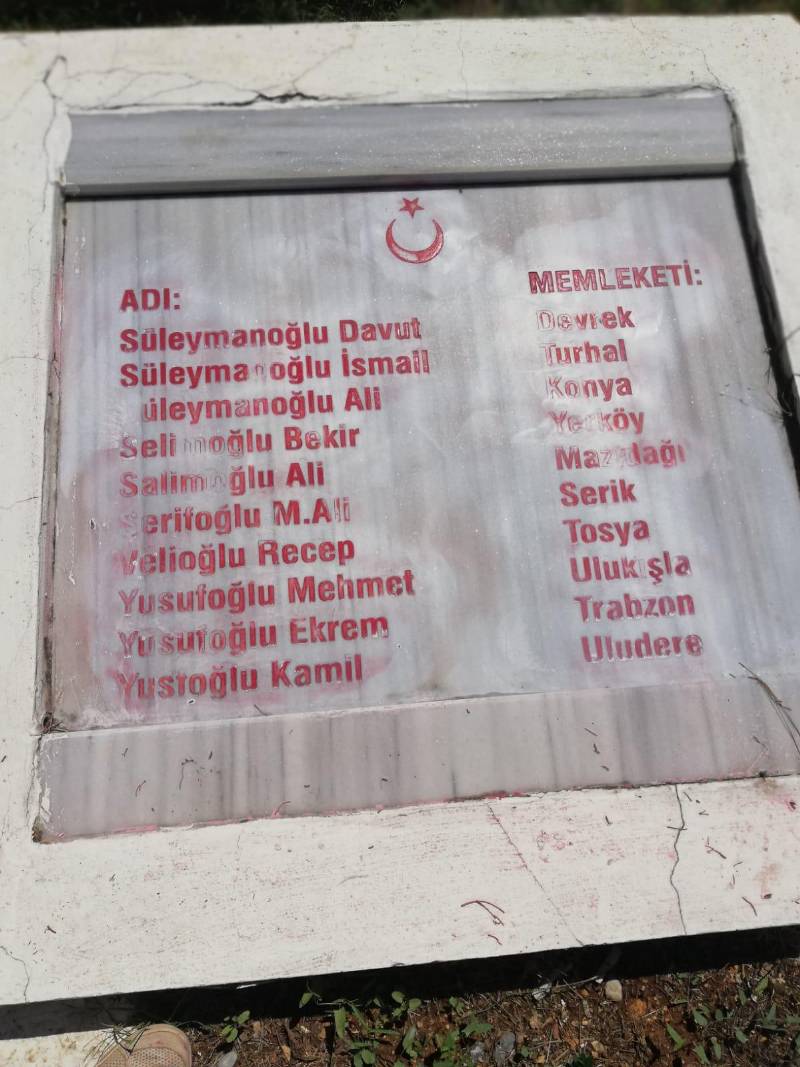 ADI: MEMLEKETİ:
Süleymanoğlu Davut Devrek
Süleymanoğlu İsmail Turhal
Süleymanoğlu Ali Konya
Selimoğlu Bekir Yerköy
Salimoğlu Ali Mazıdağı
Şerifoğlu M.Ali Serik
Velioğlu Recep Tosya
Yusufoğlu Mehmet Ulukışla
Yusufoğlu Ekrem Trabzon
Yusfoğlu Kamil Uludere